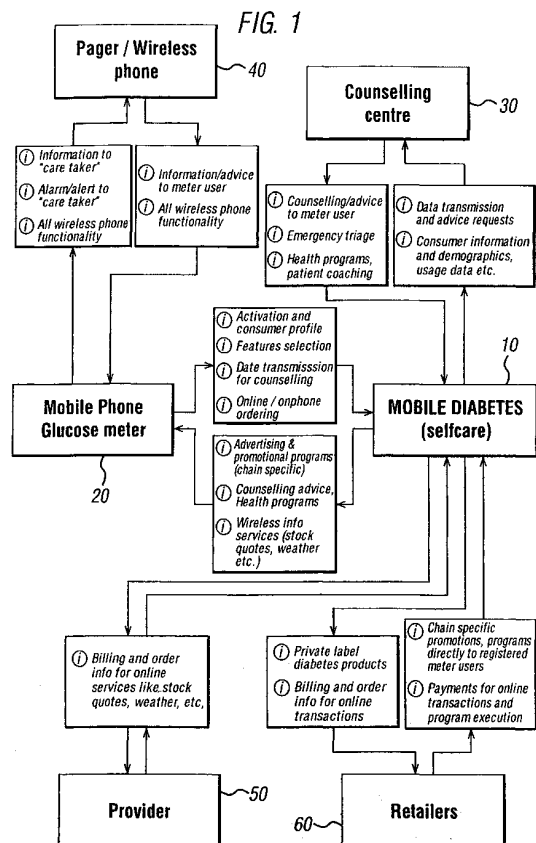 FIG. 1
Pager / Wireless
phone
40
Counselling
centre
30
ⓘ Information to
"care taker"
ⓘ Alarm/alert to
"care taker"
ⓘ All wireless phone
functionality
ⓘ Information/advice
to meter user
ⓘ All wireless phone
functionality
ⓘ Counselling/advice
to meter user
ⓘ Emergency triage
ⓘ Health programs,
patient coaching
ⓘ Data transmission
and advice requests
ⓘ Consumer information
and demographics,
usage data etc.
ⓘ Activation and
consumer profile
ⓘ Features selection
ⓘ Date transmisssion
for counselling
ⓘ Online / onphone
ordering
Mobile Phone
Glucose meter
20
10
MOBILE DIABETES
(selfcare)
ⓘ Advertising &
promotional programs
(chain specific)
ⓘ Counselling advice,
Health programs
ⓘ Wireless info
services (stock
quotes, weather
etc.)
ⓘ Billing and order
info for online
services like stock
quotes, weather, etc,
ⓘ Private label
diabetes products
ⓘ Billing and order
info for online
transactions
ⓘ Chain specific
promotions, programs
directly to registered
meter users
ⓘ Payments for online
transactions and
program execution
Provider
50
Retailers
60